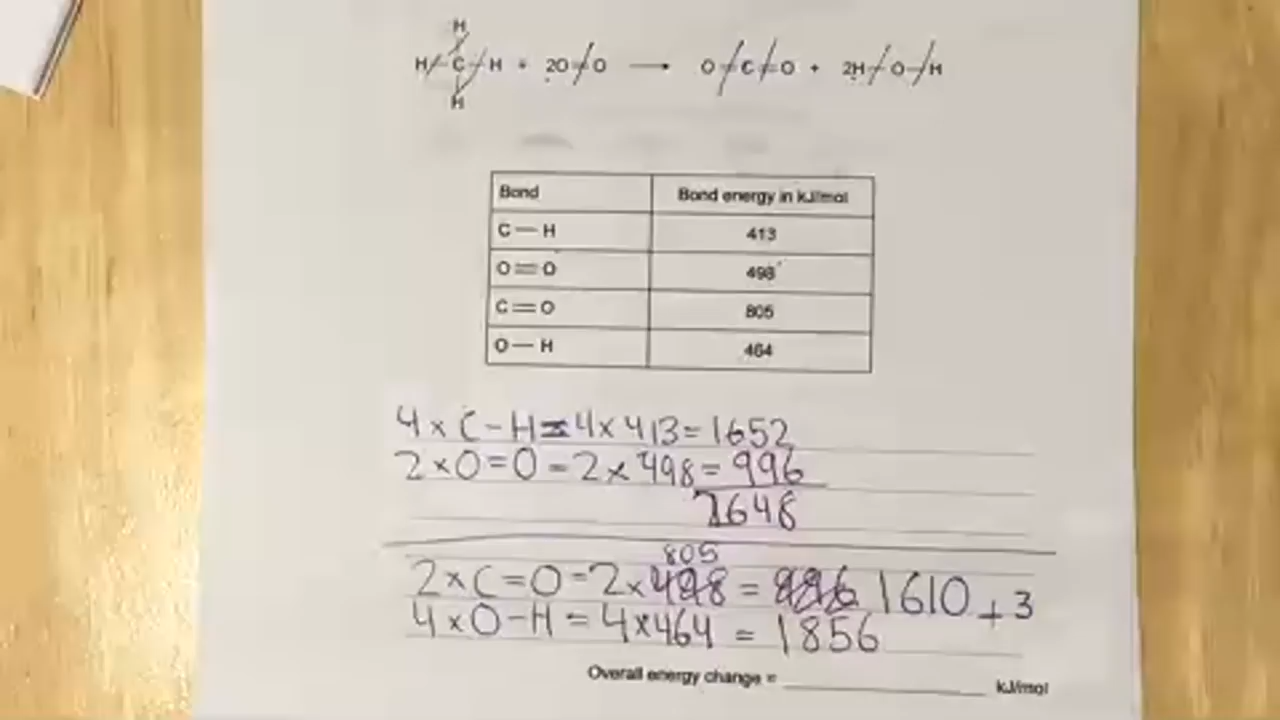 H
H C H + 2O O → O C O + 2H O H
H
Bond Bond energy in kJ/mol
C — H 413
O = O 498
C = O 805
O — H 464
4 × C - H = 4 × 413 = 1652
2 × O = O = 2 × 498 = 996
2648
805
2 × C = O = 2 × 498 = 996 1610 + 3
4 × O - H = 4 × 464 = 1856
Overall energy change = kJ/mol